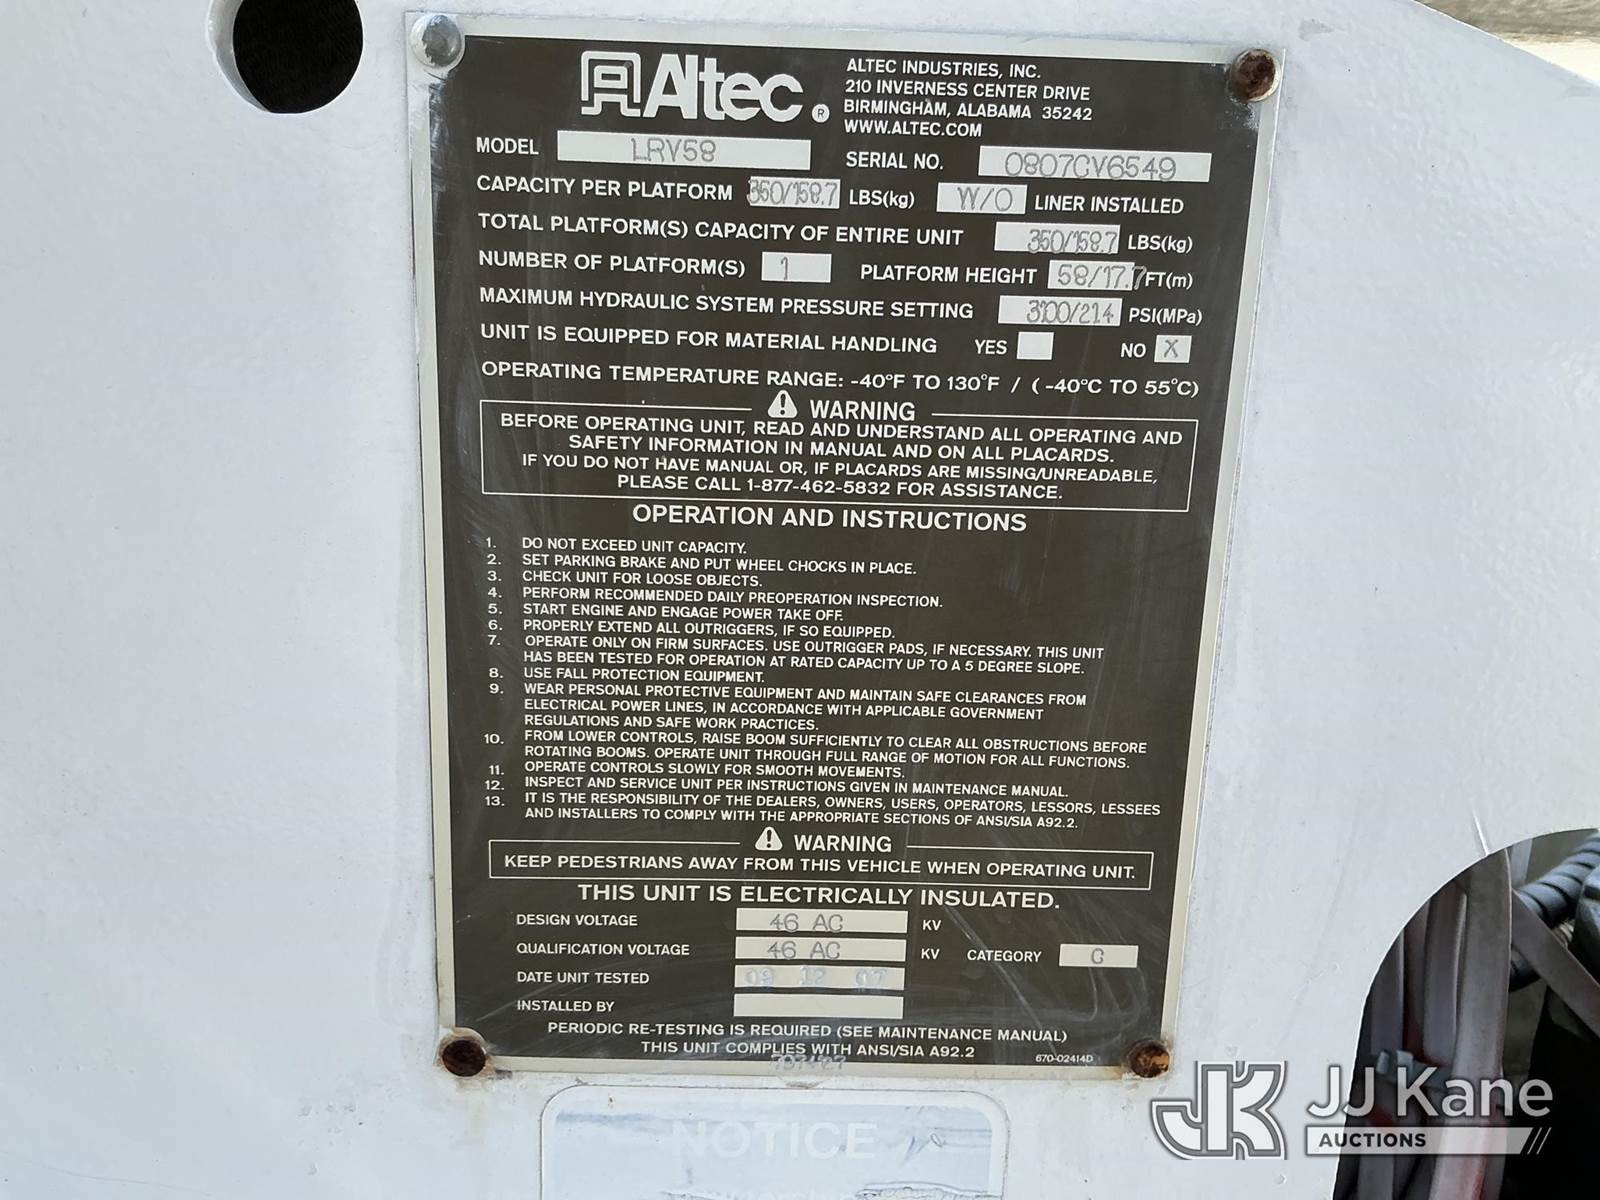 Altec®
ALTEC INDUSTRIES, INC.
210 INVERNESS CENTER DRIVE
BIRMINGHAM, ALABAMA 35242
WWW.ALTEC.COM
MODEL LRV58 SERIAL NO. 0807CV6549
CAPACITY PER PLATFORM 350/158.7 LBS(kg) W/O LINER INSTALLED
TOTAL PLATFORM(S) CAPACITY OF ENTIRE UNIT 350/158.7 LBS(kg)
NUMBER OF PLATFORM(S) 1 PLATFORM HEIGHT 58/17.7 FT(m)
MAXIMUM HYDRAULIC SYSTEM PRESSURE SETTING 3100/21.4 PSI(MPa)
UNIT IS EQUIPPED FOR MATERIAL HANDLING YES NO X
OPERATING TEMPERATURE RANGE: -40°F TO 130°F / ( -40°C TO 55°C)
WARNING
BEFORE OPERATING UNIT, READ AND UNDERSTAND ALL OPERATING AND
SAFETY INFORMATION IN MANUAL AND ON ALL PLACARDS.
IF YOU DO NOT HAVE MANUAL OR, IF PLACARDS ARE MISSING/UNREADABLE,
PLEASE CALL 1-877-462-5832 FOR ASSISTANCE.
OPERATION AND INSTRUCTIONS
1. DO NOT EXCEED UNIT CAPACITY.
2. SET PARKING BRAKE AND PUT WHEEL CHOCKS IN PLACE.
3. CHECK UNIT FOR LOOSE OBJECTS.
4. PERFORM RECOMMENDED DAILY PREOPERATION INSPECTION.
5. START ENGINE AND ENGAGE POWER TAKE OFF.
6. PROPERLY EXTEND ALL OUTRIGGERS, IF SO EQUIPPED.
7. OPERATE ONLY ON FIRM SURFACES. USE OUTRIGGER PADS, IF NECESSARY. THIS UNIT
HAS BEEN TESTED FOR OPERATION AT RATED CAPACITY UP TO A 5 DEGREE SLOPE.
8. USE FALL PROTECTION EQUIPMENT.
9. WEAR PERSONAL PROTECTIVE EQUIPMENT AND MAINTAIN SAFE CLEARANCES FROM
ELECTRICAL POWER LINES, IN ACCORDANCE WITH APPLICABLE GOVERNMENT
REGULATIONS AND SAFE WORK PRACTICES.
10. FROM LOWER CONTROLS, RAISE BOOM SUFFICIENTLY TO CLEAR ALL OBSTRUCTIONS BEFORE
ROTATING BOOMS. OPERATE UNIT THROUGH FULL RANGE OF MOTION FOR ALL FUNCTIONS.
11. OPERATE CONTROLS SLOWLY FOR SMOOTH MOVEMENTS.
12. INSPECT AND SERVICE UNIT PER INSTRUCTIONS GIVEN IN MAINTENANCE MANUAL.
13. IT IS THE RESPONSIBILITY OF THE DEALERS, OWNERS, USERS, OPERATORS, LESSORS, LESSEES
AND INSTALLERS TO COMPLY WITH THE APPROPRIATE SECTIONS OF ANSI/SIA A92.2.
WARNING
KEEP PEDESTRIANS AWAY FROM THIS VEHICLE WHEN OPERATING UNIT.
THIS UNIT IS ELECTRICALLY INSULATED.
DESIGN VOLTAGE 46 AC KV
QUALIFICATION VOLTAGE 46 AC KV CATEGORY C
DATE UNIT TESTED 09 12 07
INSTALLED BY
PERIODIC RE-TESTING IS REQUIRED (SEE MAINTENANCE MANUAL)
THIS UNIT COMPLIES WITH ANSI/SIA A92.2 670-02414D
NOTICE
JK JJ Kane
AUCTIONS